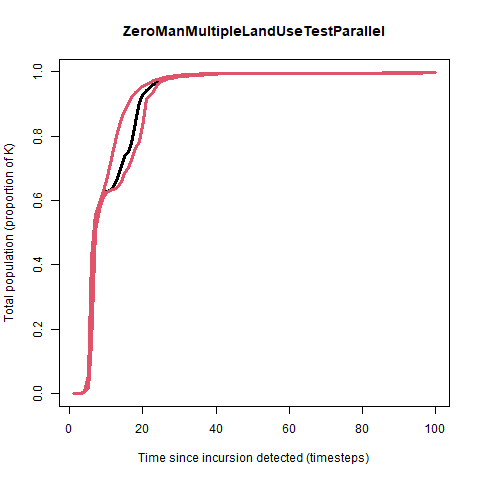 ZeroManMultipleLandUseTestParallel
Total population (proportion of K)
1.0
0.8
0.6
0.4
0.2
0.0
0 20 40 60 80 100
Time since incursion detected (timesteps)